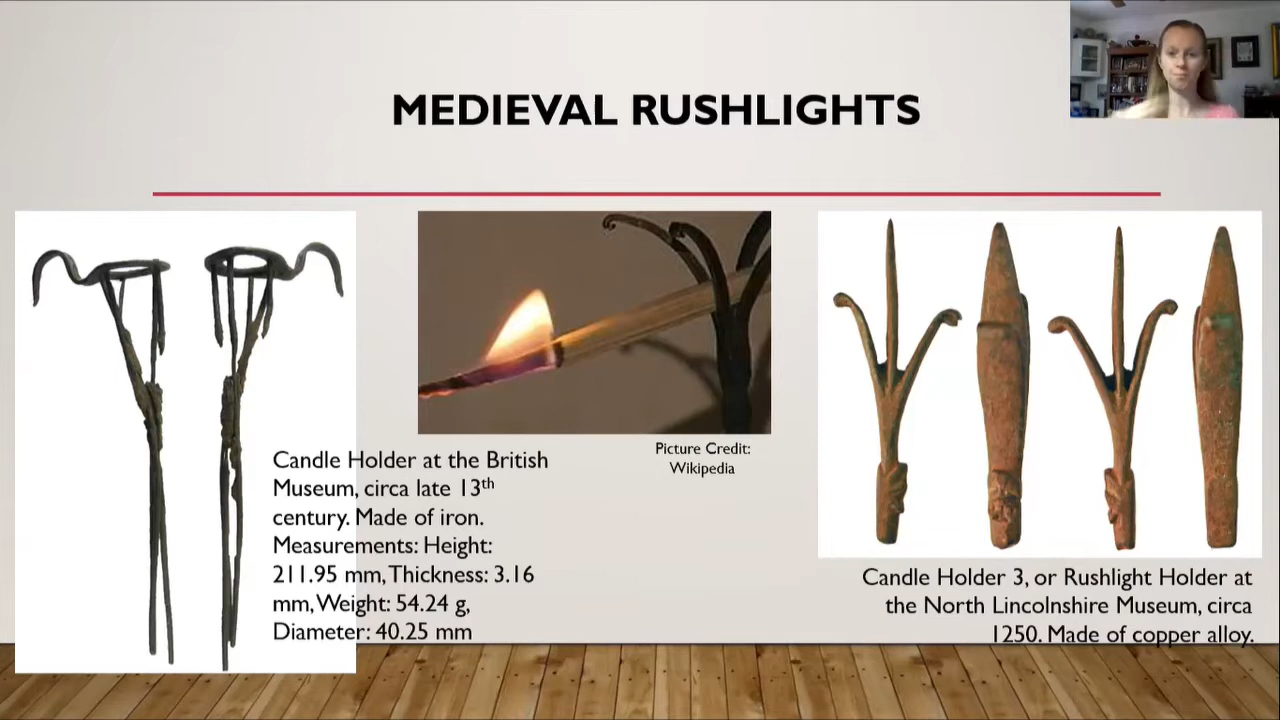 MEDIEVAL RUSHLIGHTS
Candle Holder at the British
Museum, circa late 13th
century. Made of iron.
Measurements: Height:
211.95 mm, Thickness: 3.16
mm, Weight: 54.24 g,
Diameter: 40.25 mm
Picture Credit:
Wikipedia
Candle Holder 3, or Rushlight Holder at
the North Lincolnshire Museum, circa
1250. Made of copper alloy.